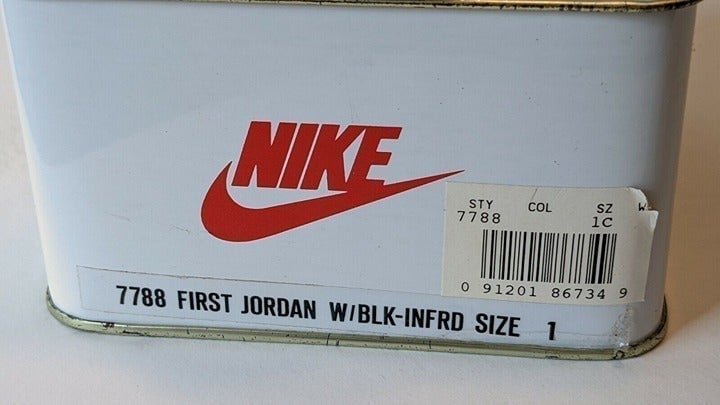 NIKE
STY COL SZ W
7788 1C
0 91201 86734 9
7788 FIRST JORDAN W/BLK-INFRD SIZE 1